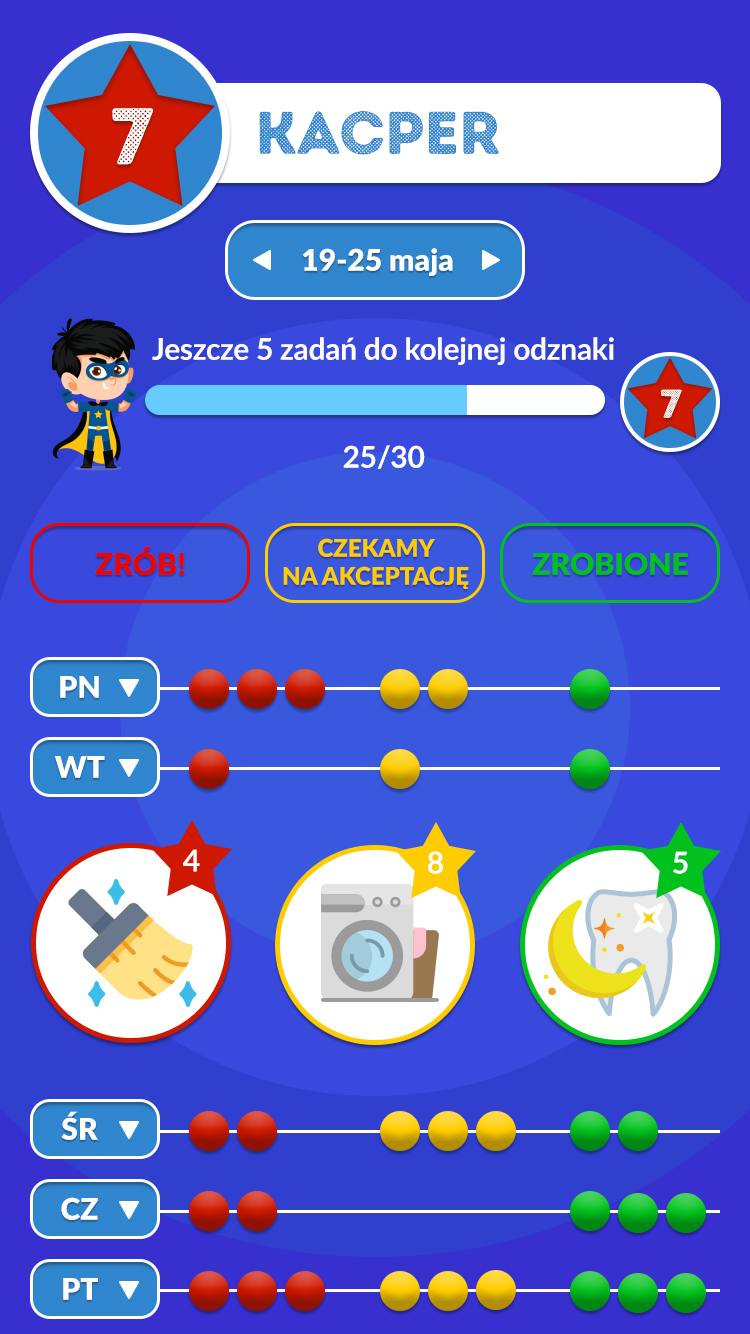 7
KACPER
19-25 maja
Jeszcze 5 zadań do kolejnej odznaki
7
25/30
ZRÓB!
CZEKAMY
NA AKCEPTACJĘ
ZROBIONE
PN
WT
4
8
5
ŚR
CZ
PT